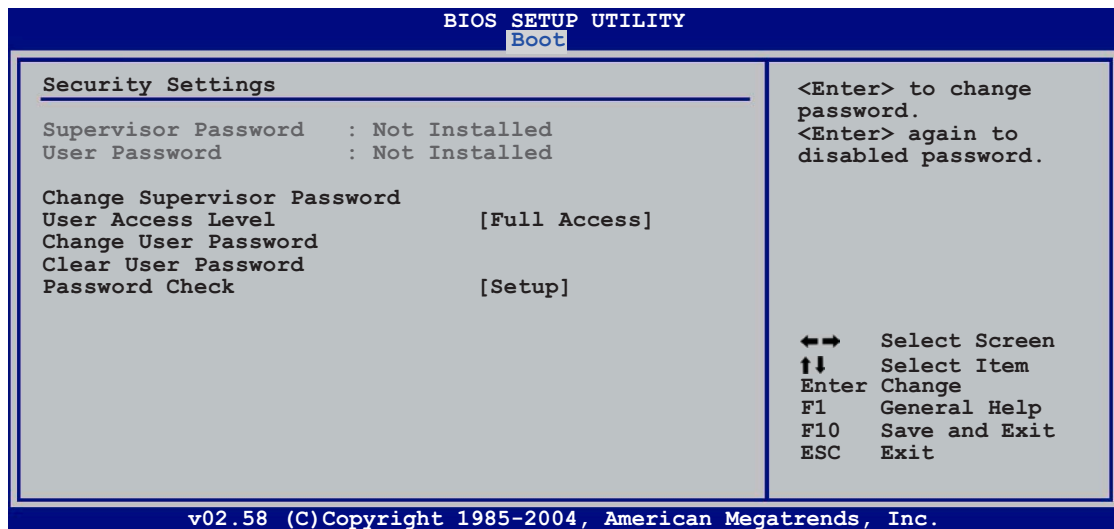 BIOS SETUP UTILITY
Boot
Security Settings
Supervisor Password : Not Installed
User Password : Not Installed
Change Supervisor Password
User Access Level [Full Access]
Change User Password
Clear User Password
Password Check [Setup]
<Enter> to change
password.
<Enter> again to
disabled password.
←→ Select Screen
↑↓ Select Item
Enter Change
F1 General Help
F10 Save and Exit
ESC Exit
v02.58 (C)Copyright 1985-2004, American Megatrends, Inc.